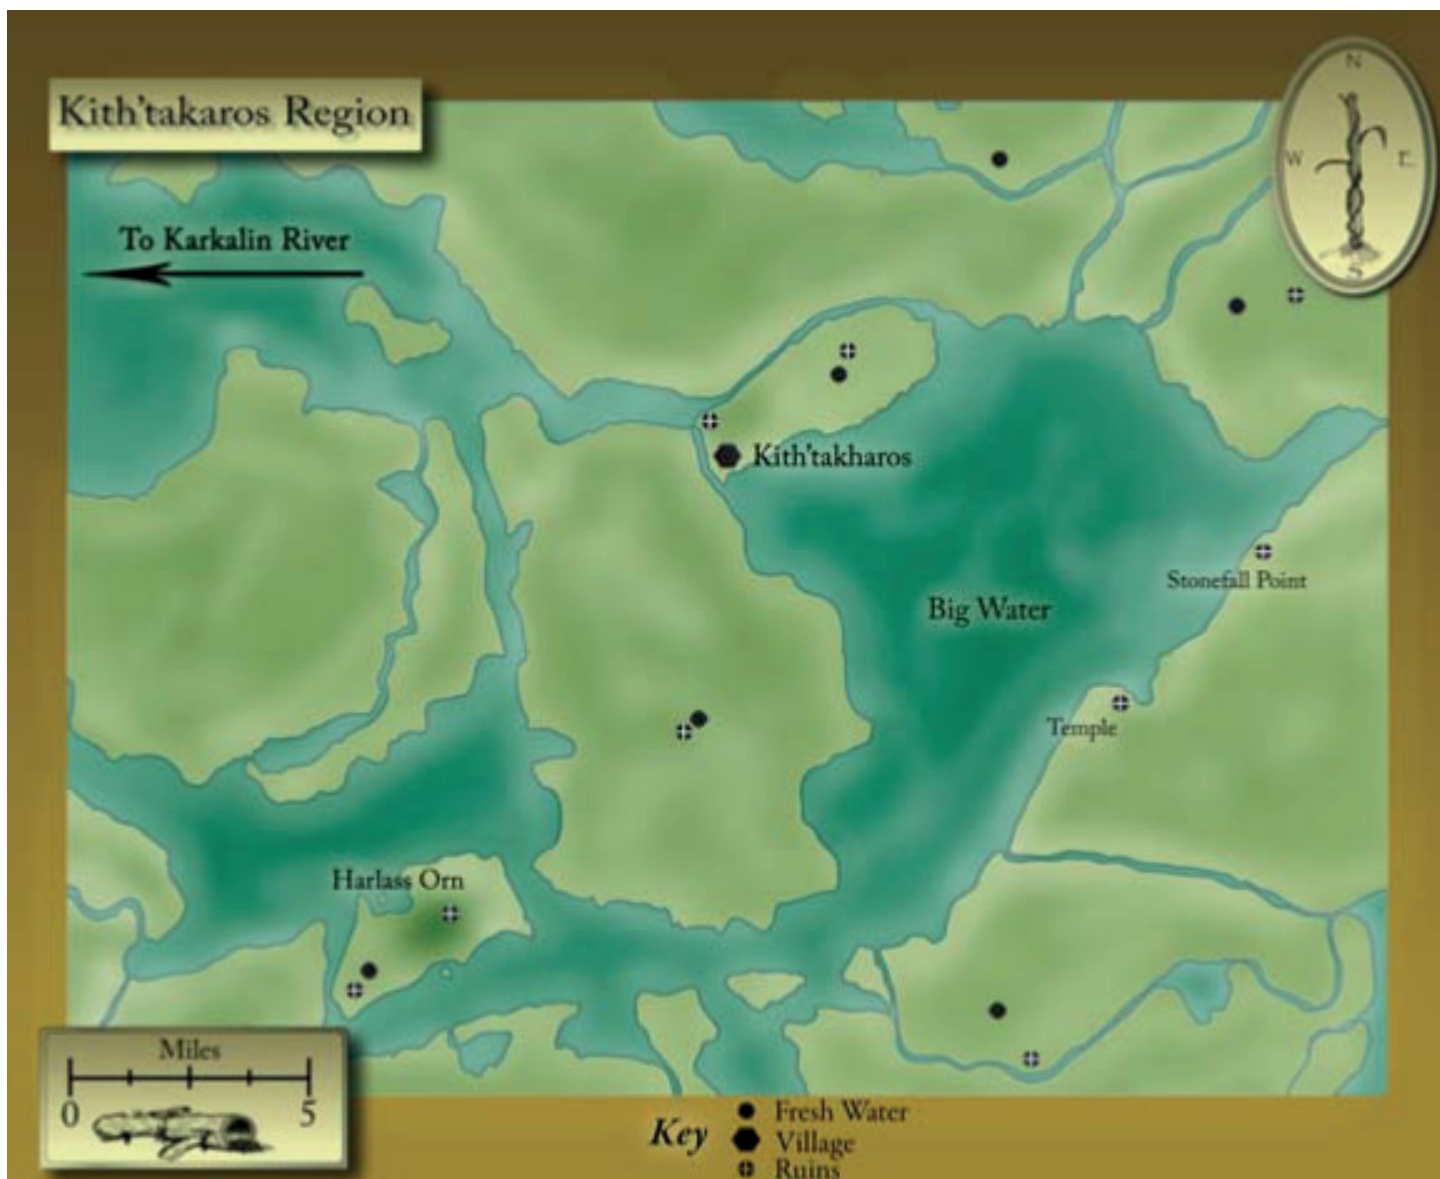 Kith'takaros Region
N
W
E
S
To Karkalin River
Kith'takharos
Stonefall Point
Big Water
Temple
Harlass Orn
Miles
0 5
Key
Fresh Water
Village
Ruins